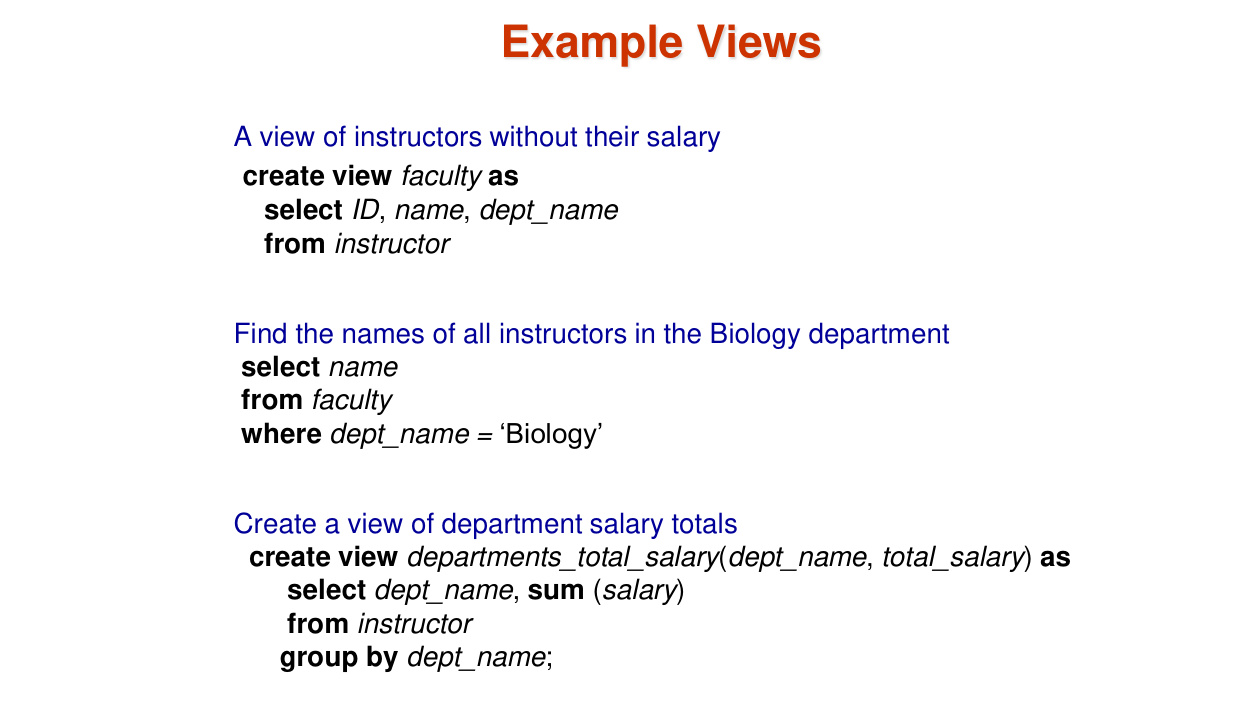 Example Views
A view of instructors without their salary
create view faculty as
select ID, name, dept_name
from instructor
Find the names of all instructors in the Biology department
select name
from faculty
where dept_name = ‘Biology’
Create a view of department salary totals
create view departments_total_salary(dept_name, total_salary) as
select dept_name, sum (salary)
from instructor
group by dept_name;